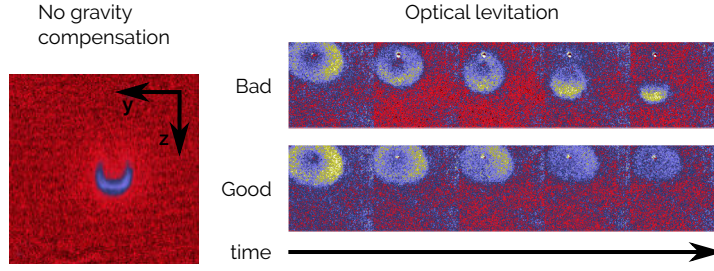 No gravity
compensation
Optical levitation
y
z
Bad
Good
time